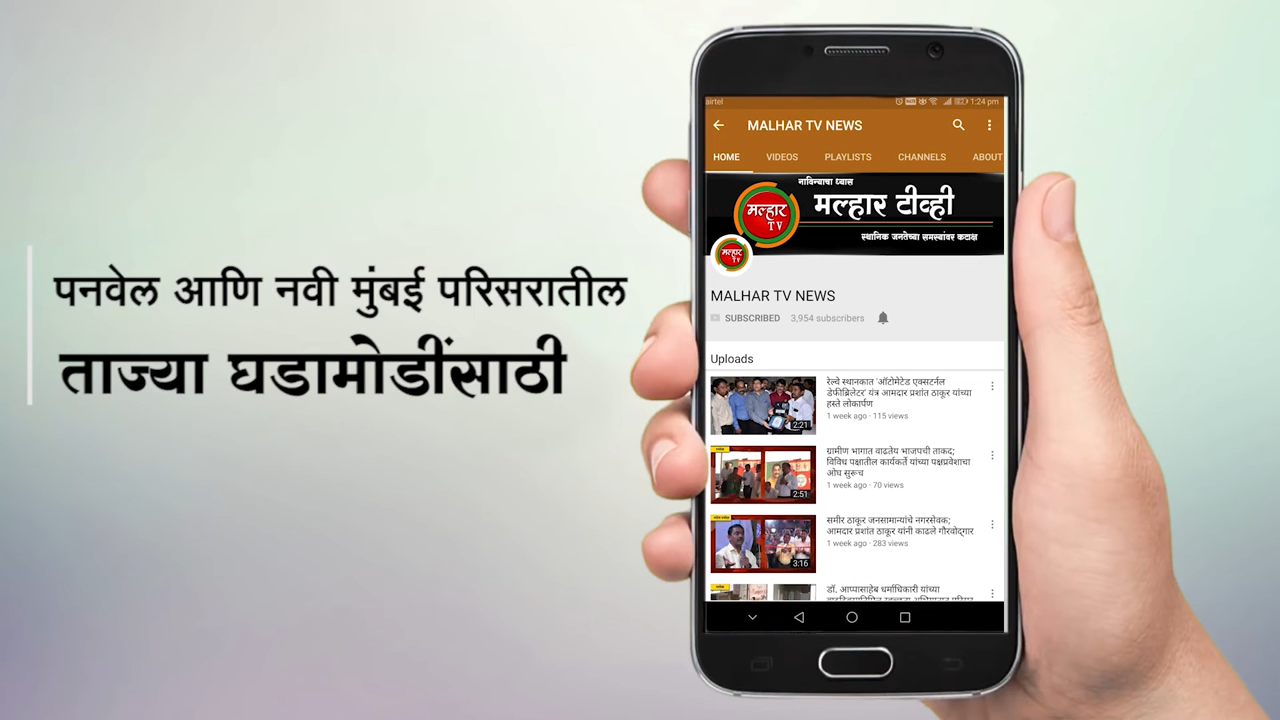 पनवेल आणि नवी मुंबई परिसरातील
ताज्या घडामोडींसाठी
airtel 1:24 pm
MALHAR TV NEWS
HOME VIDEOS PLAYLISTS CHANNELS ABOUT
नाविन्याचा ध्यास
मल्हार टीव्ही
मल्हार
TV
स्थानिक जनतेच्या समस्यांवर कटाक्ष
मल्हार
TV
MALHAR TV NEWS
SUBSCRIBED 3,954 subscribers
Uploads
रेल्वे स्थानकात 'ऑटोमेटेड एक्सटर्नल
डेफीब्रिलेटर' यंत्र आमदार प्रशांत ठाकूर यांच्या
हस्ते लोकार्पण
1 week ago · 115 views
2:21
ग्रामीण भागात वाढतेय भाजपची ताकद;
विविध पक्षातील कार्यकर्ते यांच्या पक्षप्रवेशाचा
ओघ सुरूच
1 week ago · 70 views
2:51
समीर ठाकूर जनसामान्यांचे नगरसेवक;
आमदार प्रशांत ठाकूर यांनी काढले गौरवोद्गार
1 week ago · 283 views
3:16
डॉ. आप्पासाहेब धर्माधिकारी यांच्या